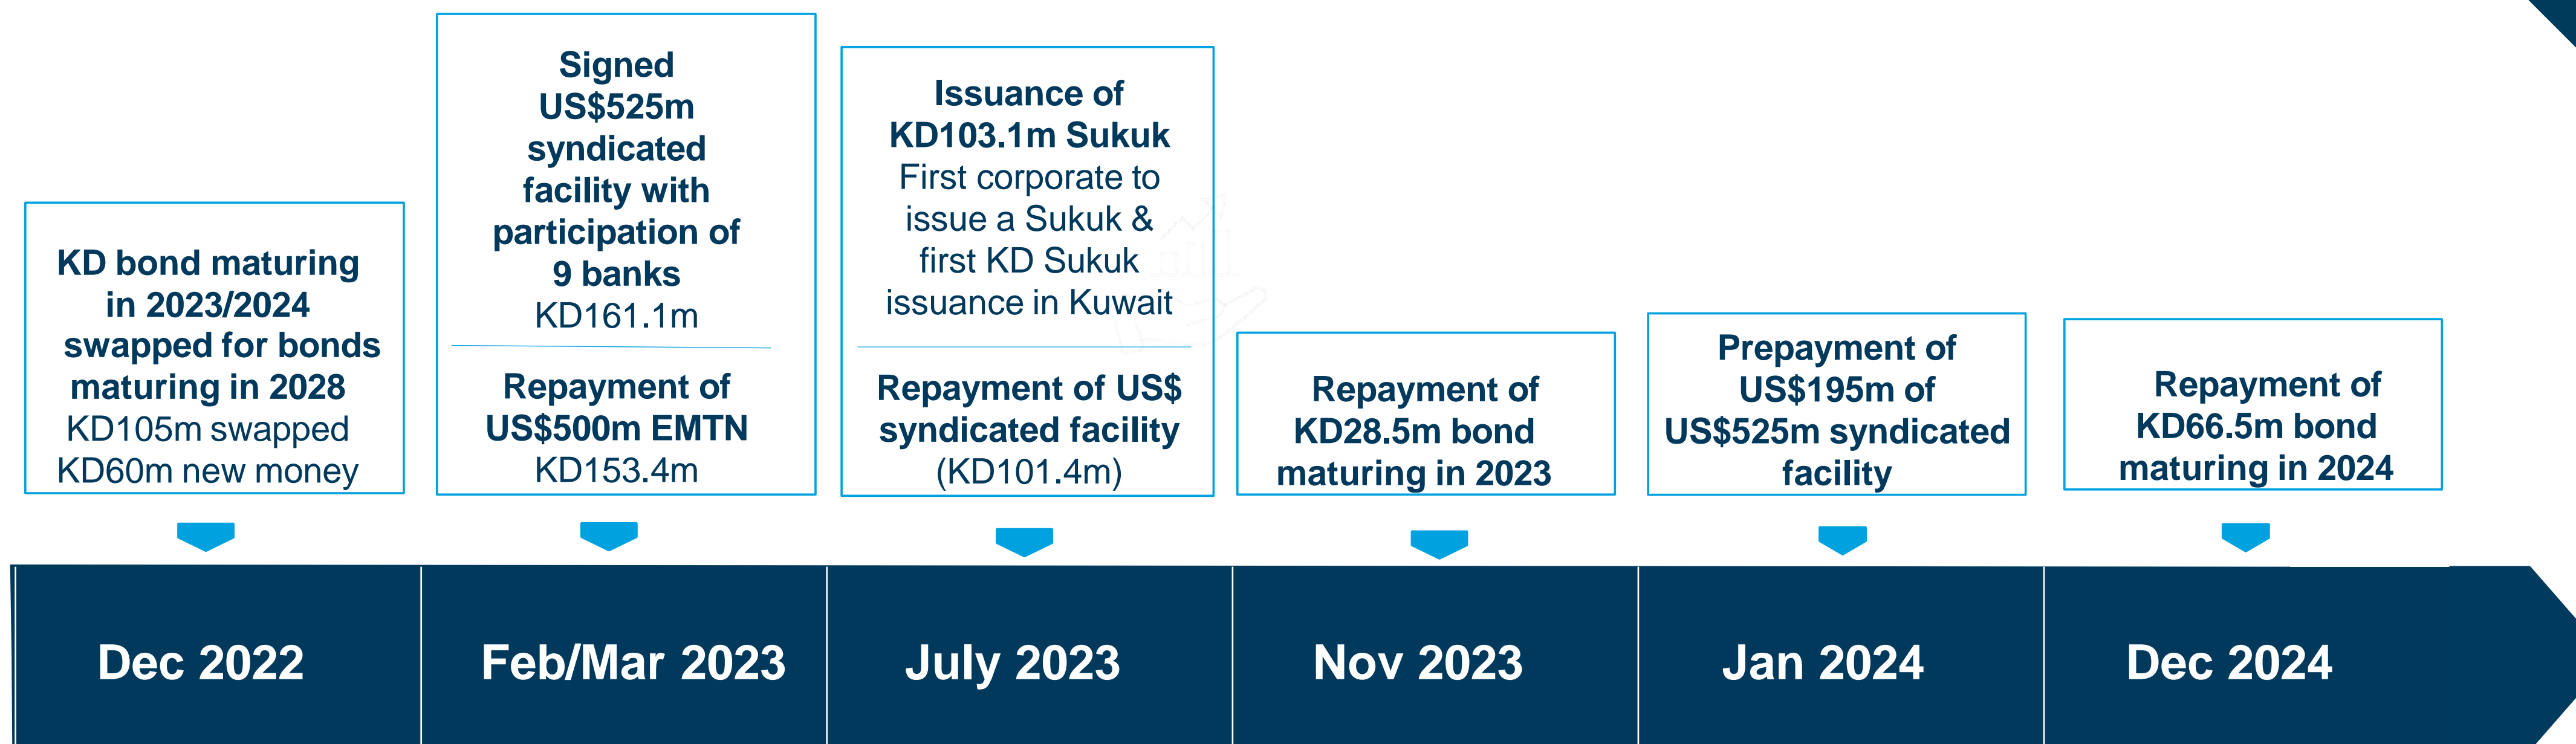 KD bond maturing
in 2023/2024
swapped for bonds
maturing in 2028
KD105m swapped
KD60m new money
Signed
US$525m
syndicated
facility with
participation of
9 banks
KD161.1m
Repayment of
US$500m EMTN
KD153.4m
Issuance of
KD103.1m Sukuk
First corporate to
issue a Sukuk &
first KD Sukuk
issuance in Kuwait
Repayment of US$
syndicated facility
(KD101.4m)
Repayment of
KD28.5m bond
maturing in 2023
Prepayment of
US$195m of
US$525m syndicated
facility
Repayment of
KD66.5m bond
maturing in 2024
Dec 2022
Feb/Mar 2023
July 2023
Nov 2023
Jan 2024
Dec 2024